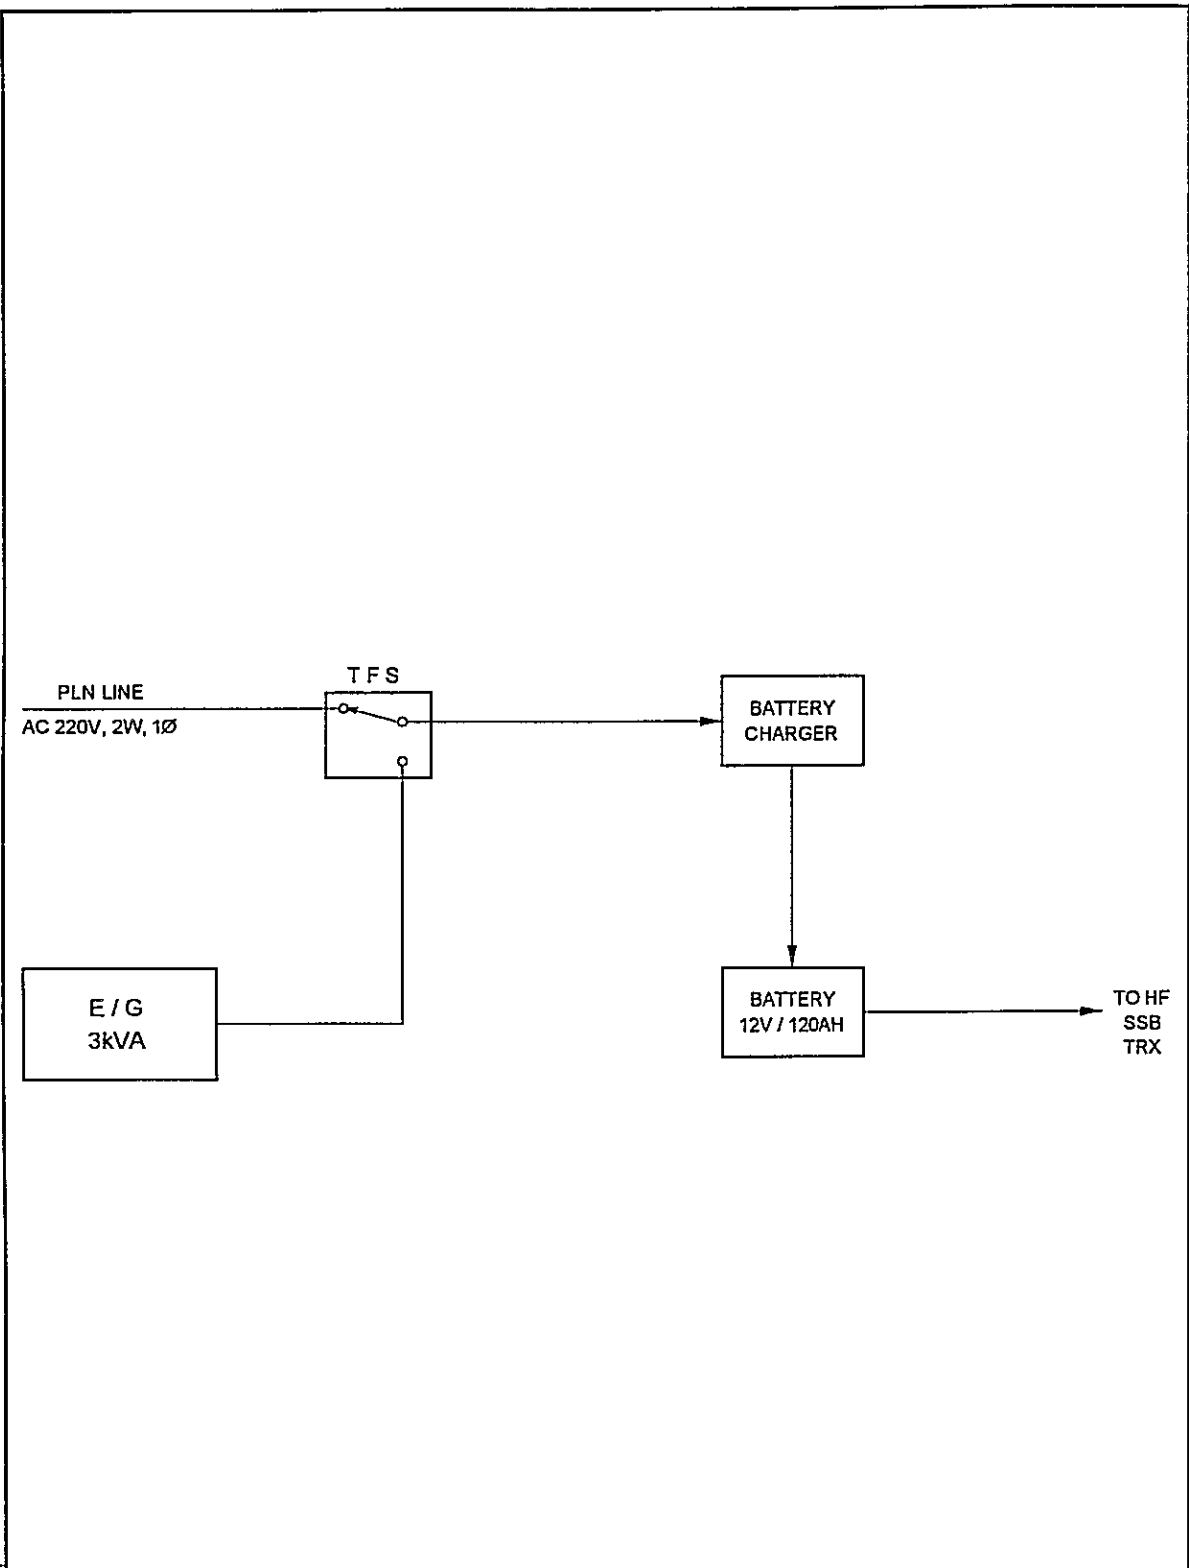 T F S
PLN LINE
AC 220V, 2W, 1Ø
BATTERY
CHARGER
E / G
3kVA
BATTERY
12V / 120AH
TO HF
SSB
TRX